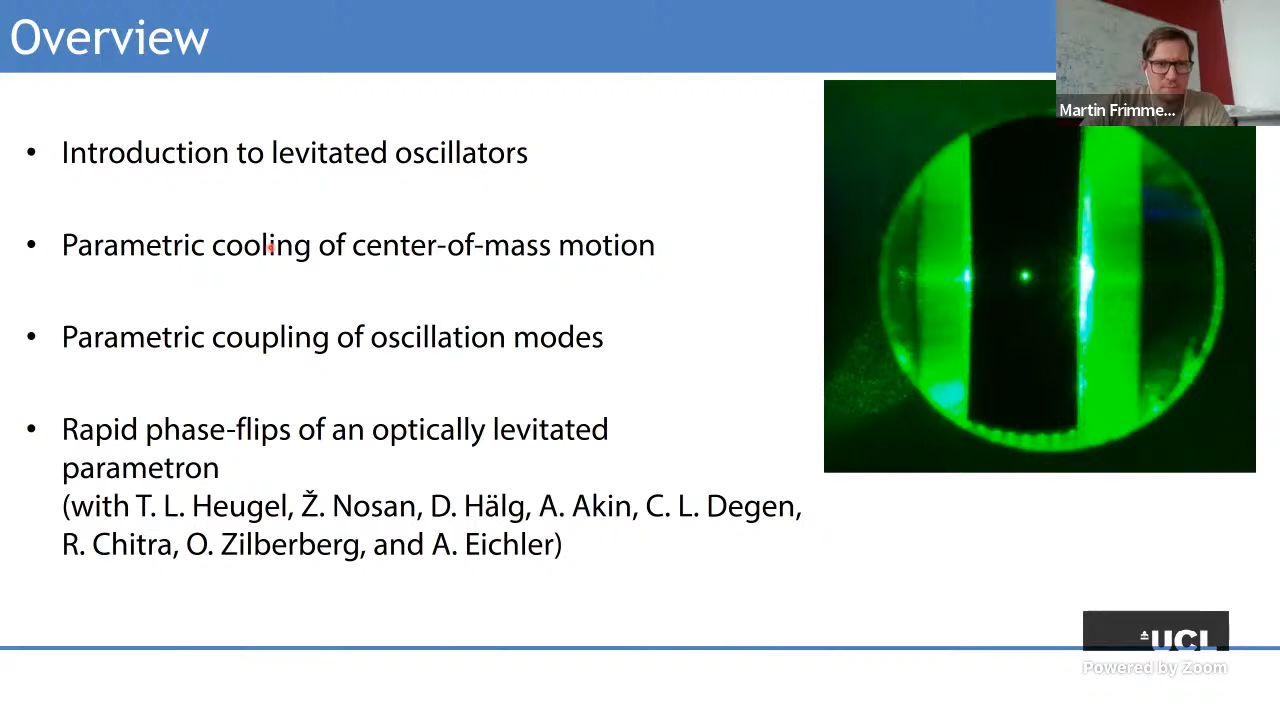 Overview
Martin Frimme...
• Introduction to levitated oscillators
• Parametric cooling of center-of-mass motion
• Parametric coupling of oscillation modes
• Rapid phase-flips of an optically levitated
parametron
(with T. L. Heugel, Ž. Nosan, D. Hälg, A. Akin, C. L. Degen,
R. Chitra, O. Zilberberg, and A. Eichler)
UCL
Powered by Zoom